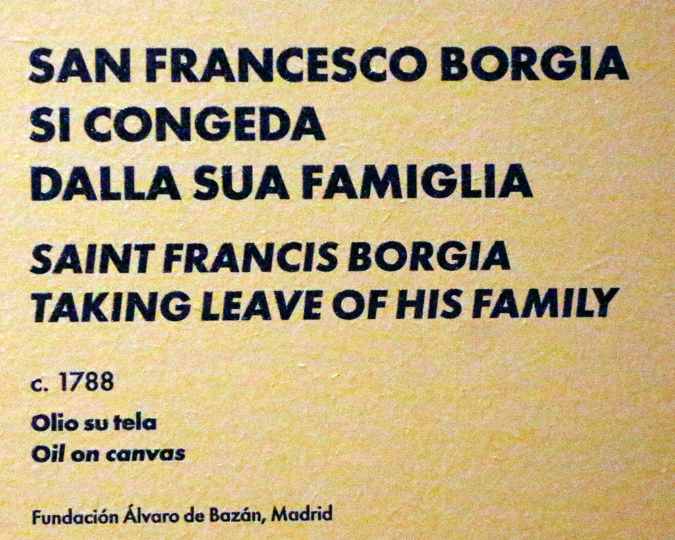 SAN FRANCESCO BORGIA
SI CONGEDA
DALLA SUA FAMIGLIA
SAINT FRANCIS BORGIA
TAKING LEAVE OF HIS FAMILY
c. 1788
Olio su tela
Oil on canvas
Fundación Álvaro de Bazán, Madrid